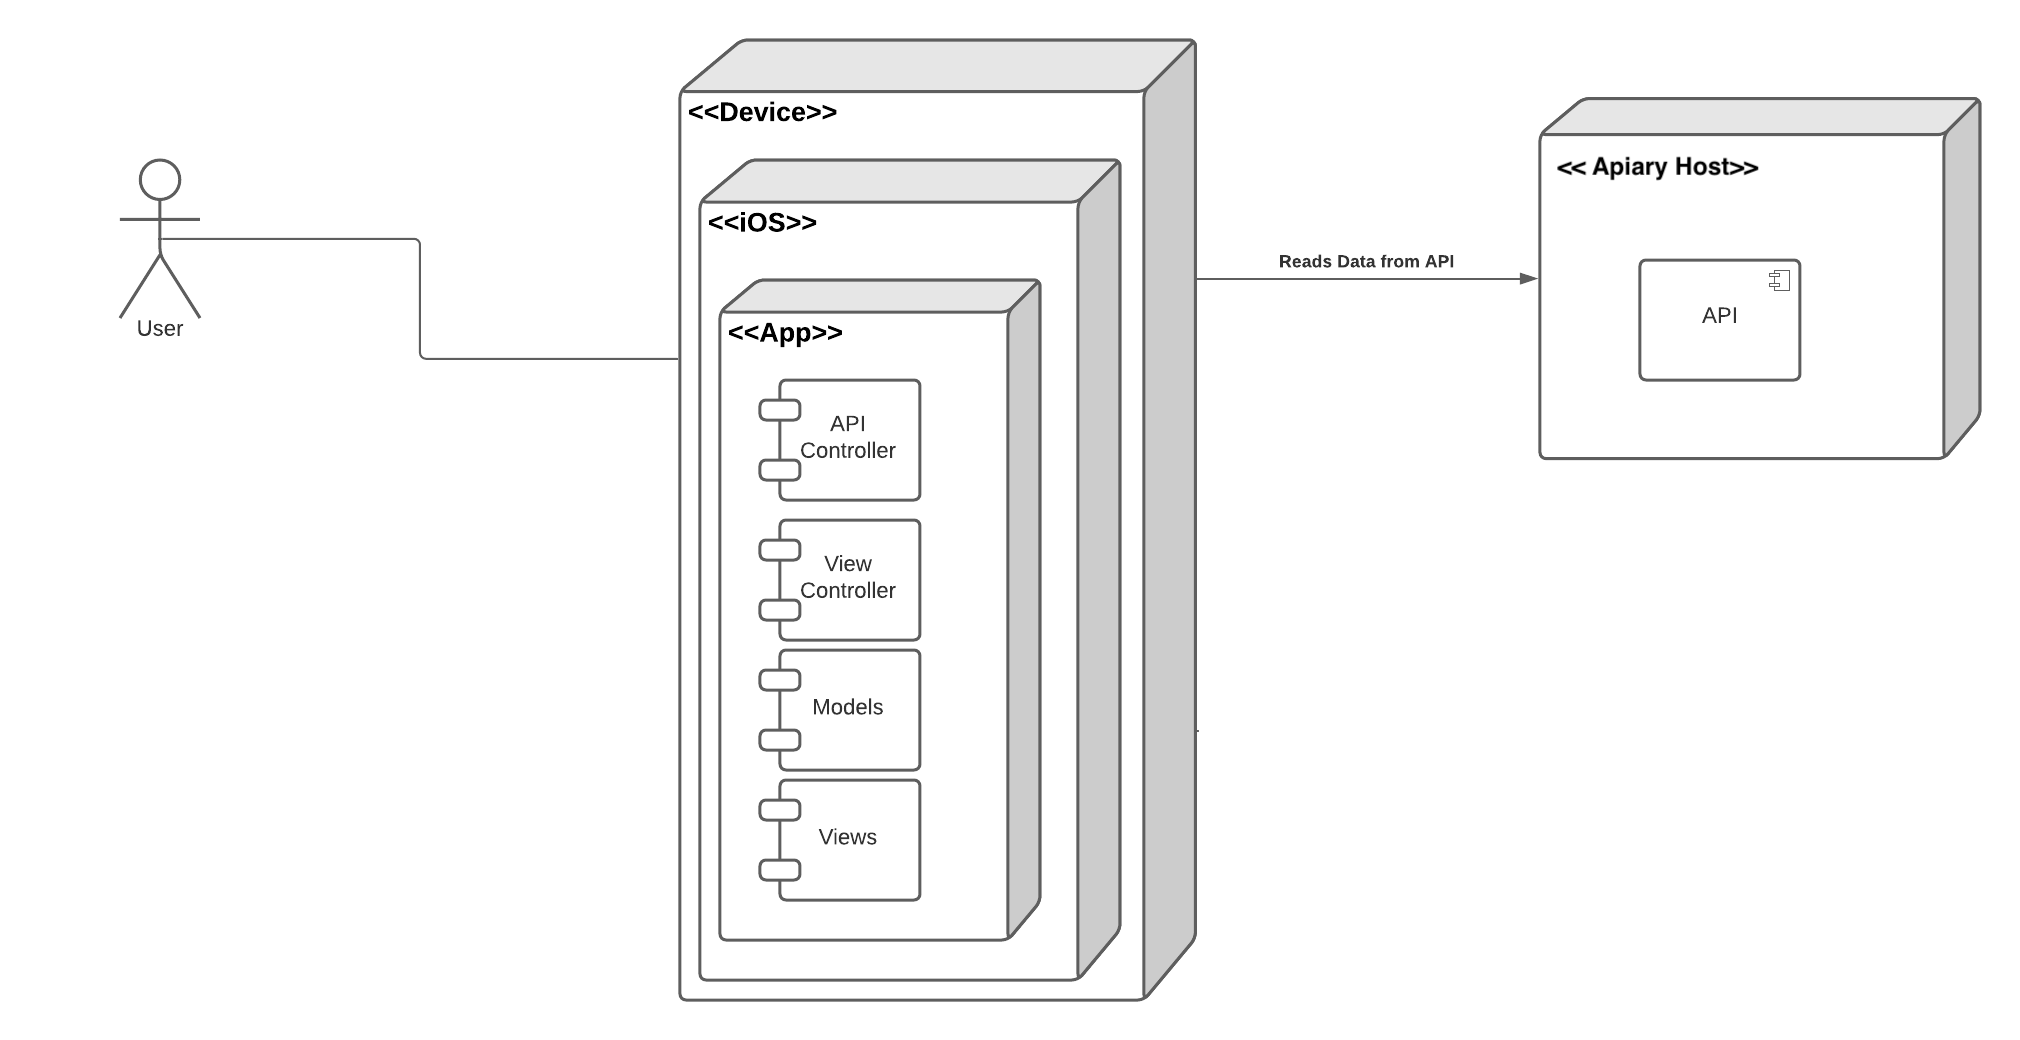 User
<<Device>>
<<iOS>>
<<App>>
API
Controller
View
Controller
Models
Views
Reads Data from API
<< Apiary Host>>
API